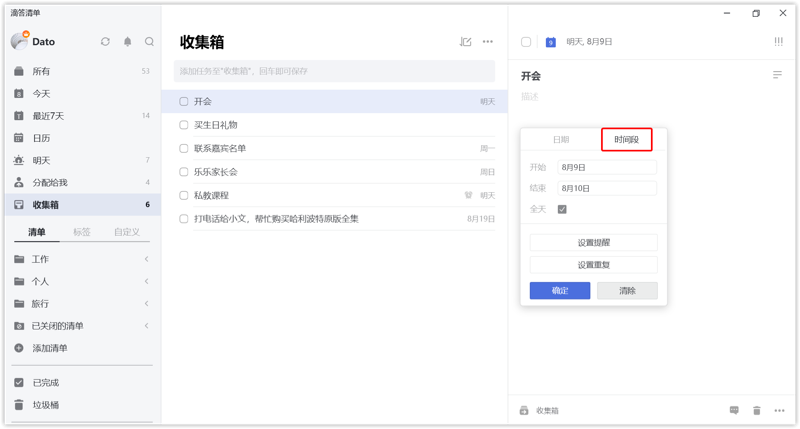 滴答清单
Dato
所有 53
今天
最近7天 14
日历
明天 7
分配给我 4
收集箱 6
清单 标签 自定义
工作
个人
旅行
已关闭的清单
添加清单
已完成
垃圾桶
收集箱
添加任务至"收集箱"，回车即可保存
开会 明天
买生日礼物
联系嘉宾名单 周一
乐乐家长会 周日
私教课程 明天
打电话给小文，帮忙购买哈利波特原版全集 8月19日
9 明天, 8月9日
开会
描述
日期 时间段
开始 8月9日
结束 8月10日
全天
设置提醒
设置重复
确定 清除
收集箱